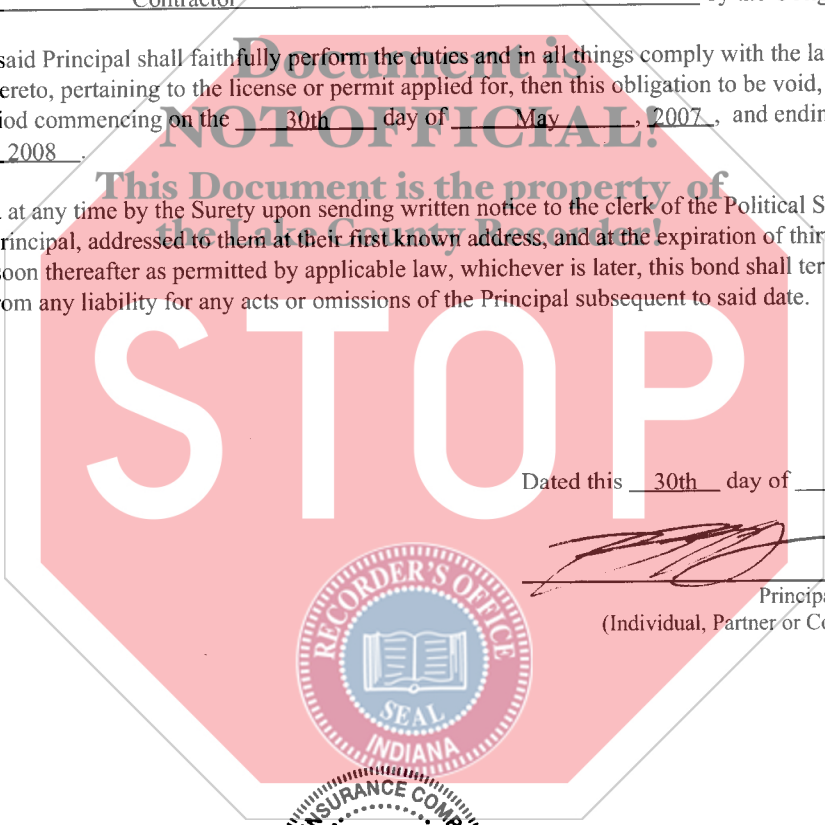 Contractor
said Principal shall faithfully perform the duties and in all things comply with the la
ereto, pertaining to the license or permit applied for, then this obligation to be void,
iod commencing on the 30th day of May, 2007, and endin
2008.
Document is
NOT OFFICIAL!
This Document is the property of
the Lake County Recorder!
at any time by the Surety upon sending written notice to the clerk of the Political S
rincipal, addressed to them at their first known address, and at the expiration of thir
soon thereafter as permitted by applicable law, whichever is later, this bond shall ter
om any liability for any acts or omissions of the Principal subsequent to said date.
STOP
Dated this 30th day of
Principa
(Individual, Partner or Co
RECORDER'S OFFICE
SEAL
INDIANA
NSURANCE COMP